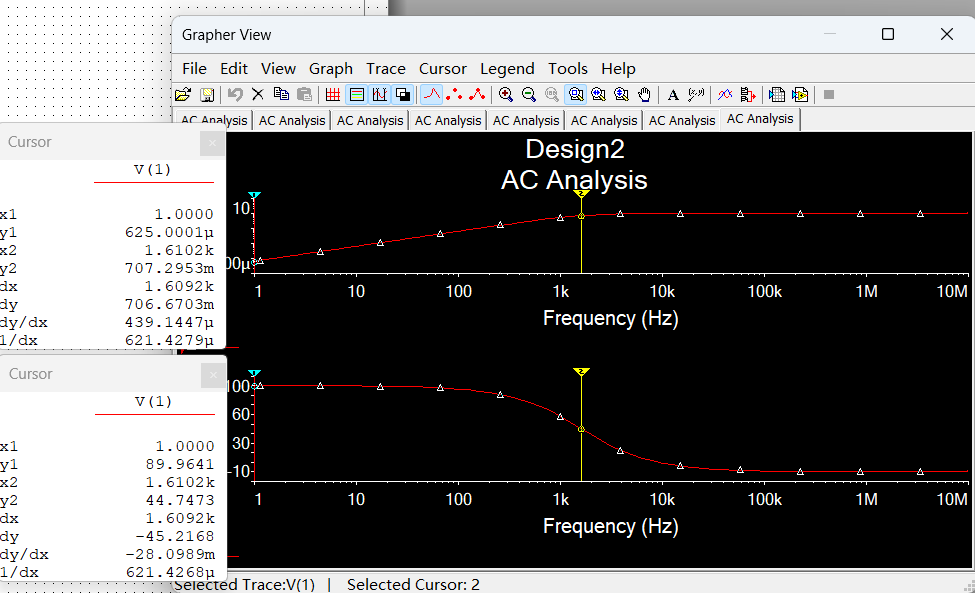 Grapher View
File Edit View Graph Trace Cursor Legend Tools Help
AC Analysis AC Analysis AC Analysis AC Analysis AC Analysis AC Analysis AC Analysis AC Analysis
Cursor
V(1)
x1 1.0000
y1 625.0001µ
x2 1.6102k
y2 707.2953m
dx 1.6092k
dy 706.6703m
dy/dx 439.1447µ
1/dx 621.4279µ
Design2
AC Analysis
10
00µ
1 10 100 1k 10k 100k 1M 10M
Frequency (Hz)
Cursor
V(1)
x1 1.0000
y1 89.9641
x2 1.6102k
y2 44.7473
dx 1.6092k
dy -45.2168
dy/dx -28.0989m
1/dx 621.4268µ
100
60
30
-10
1 10 100 1k 10k 100k 1M 10M
Frequency (Hz)
Selected Trace:V(1) | Selected Cursor: 2